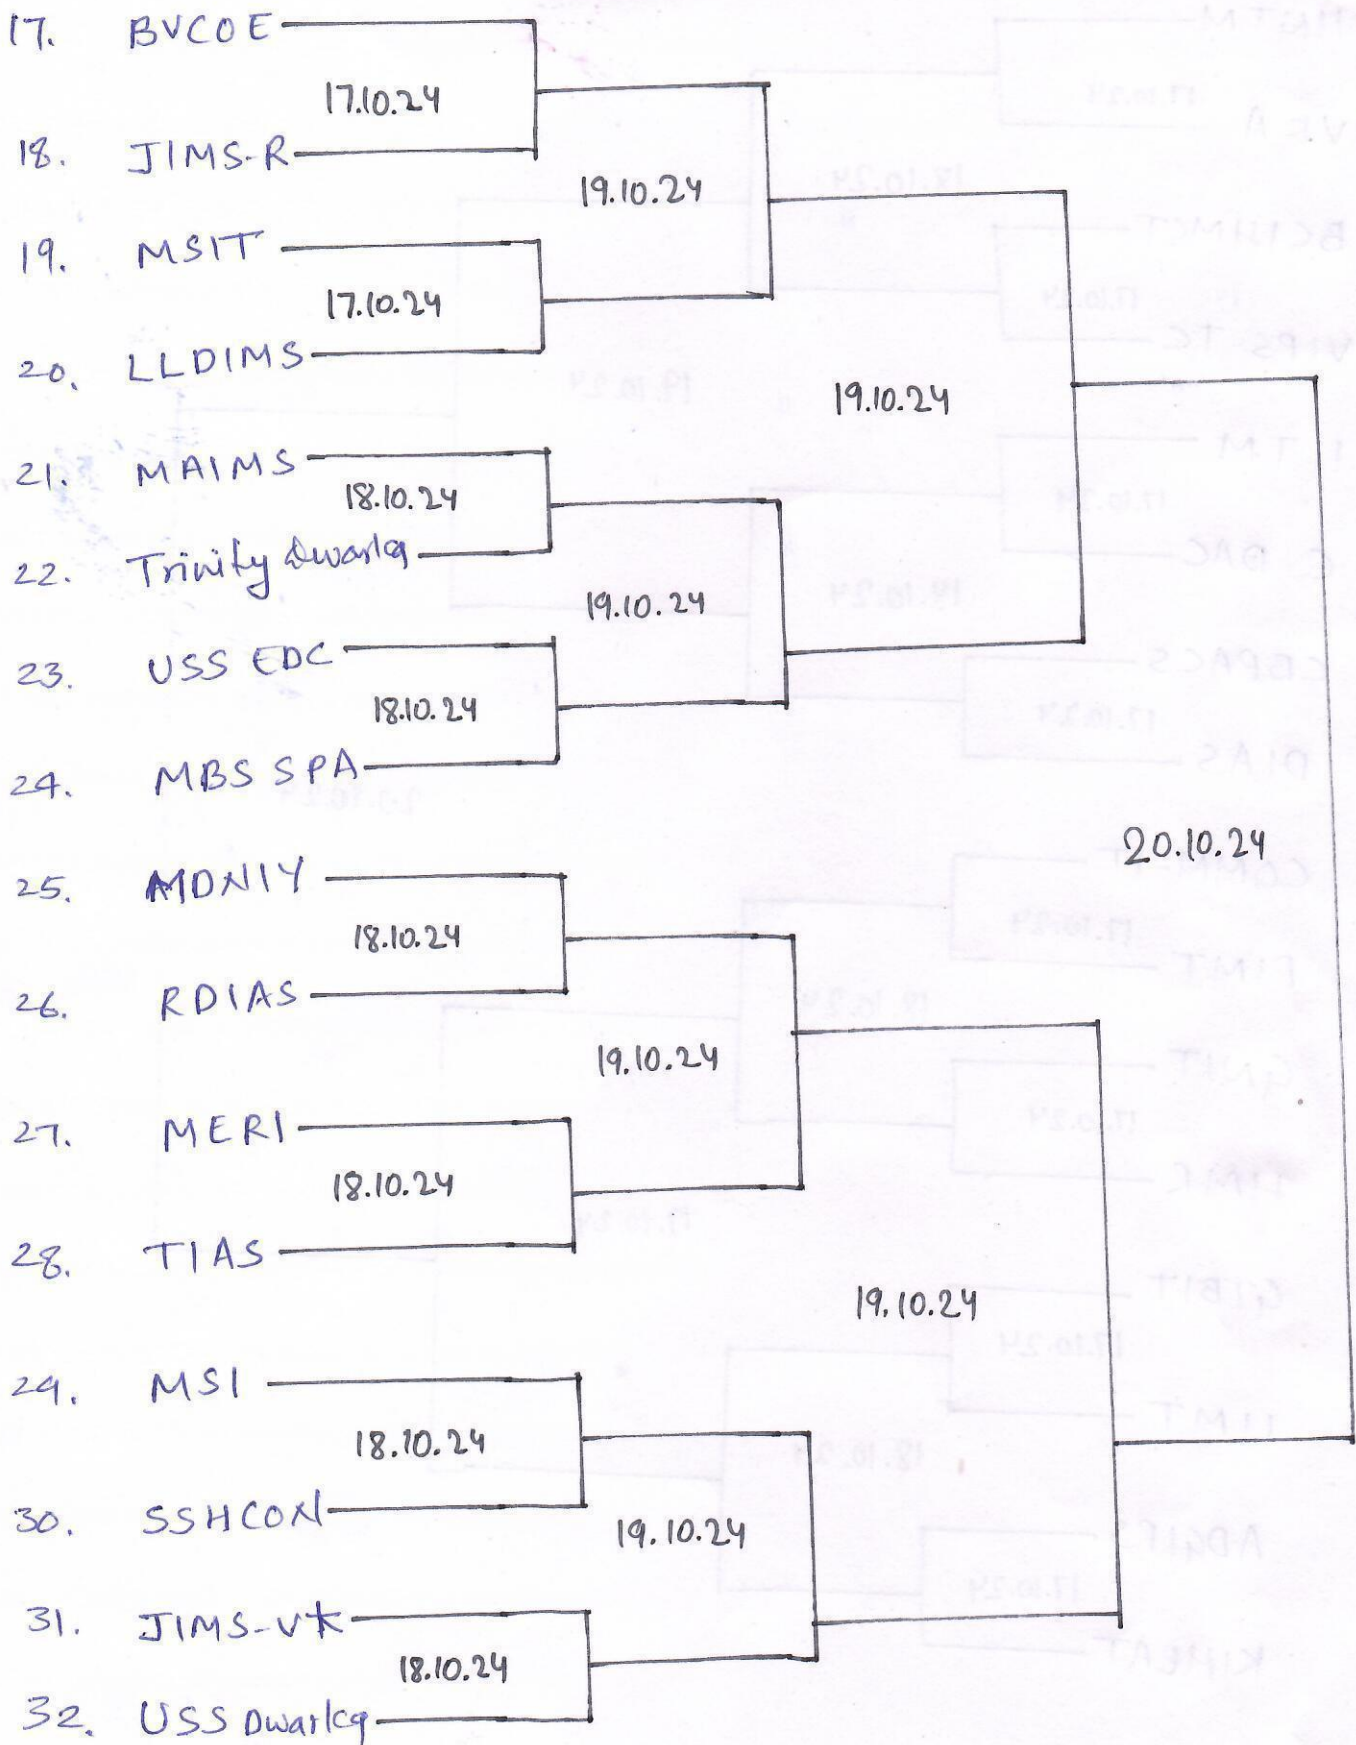 17. BVCOE
17.10.24
18. JIMS-R
19.10.24
19. MSIT
17.10.24
20. LLDIMS
19.10.24
21. MAIMS
18.10.24
22. Trinity Dwarka
19.10.24
23. USS EDC
18.10.24
24. MBS SPA
20.10.24
25. MDNIY
18.10.24
26. RDIAS
19.10.24
27. MERI
18.10.24
28. TIAS
19.10.24
29. MSI
18.10.24
30. SSHCON
19.10.24
31. JIMS-VK
18.10.24
32. USS Dwarka